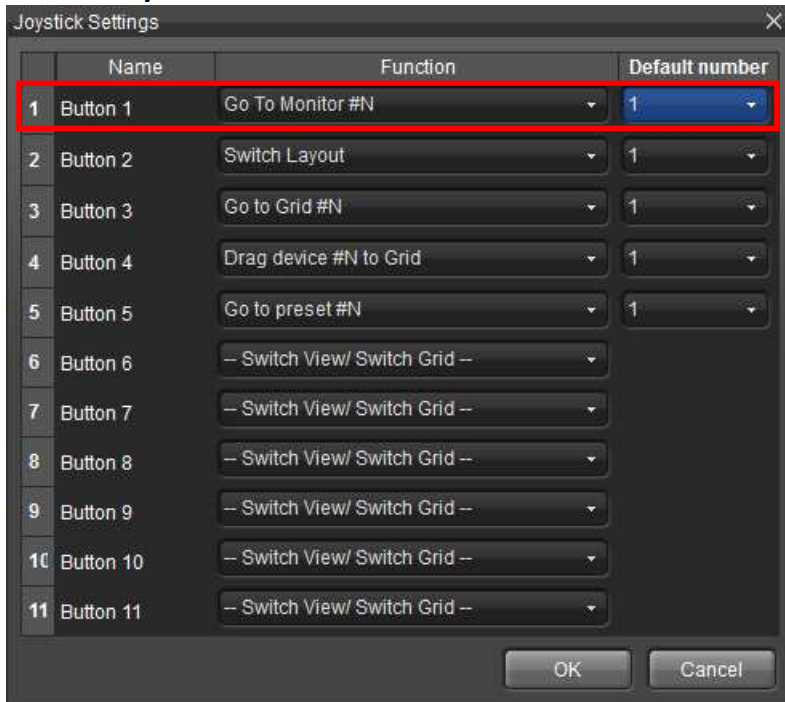 Joystick Settings
Name Function Default number
1 Button 1 Go To Monitor #N 1
2 Button 2 Switch Layout 1
3 Button 3 Go to Grid #N 1
4 Button 4 Drag device #N to Grid 1
5 Button 5 Go to preset #N 1
6 Button 6 -- Switch View/ Switch Grid --
7 Button 7 -- Switch View/ Switch Grid --
8 Button 8 -- Switch View/ Switch Grid --
9 Button 9 -- Switch View/ Switch Grid --
10 Button 10 -- Switch View/ Switch Grid --
11 Button 11 -- Switch View/ Switch Grid --
OK Cancel